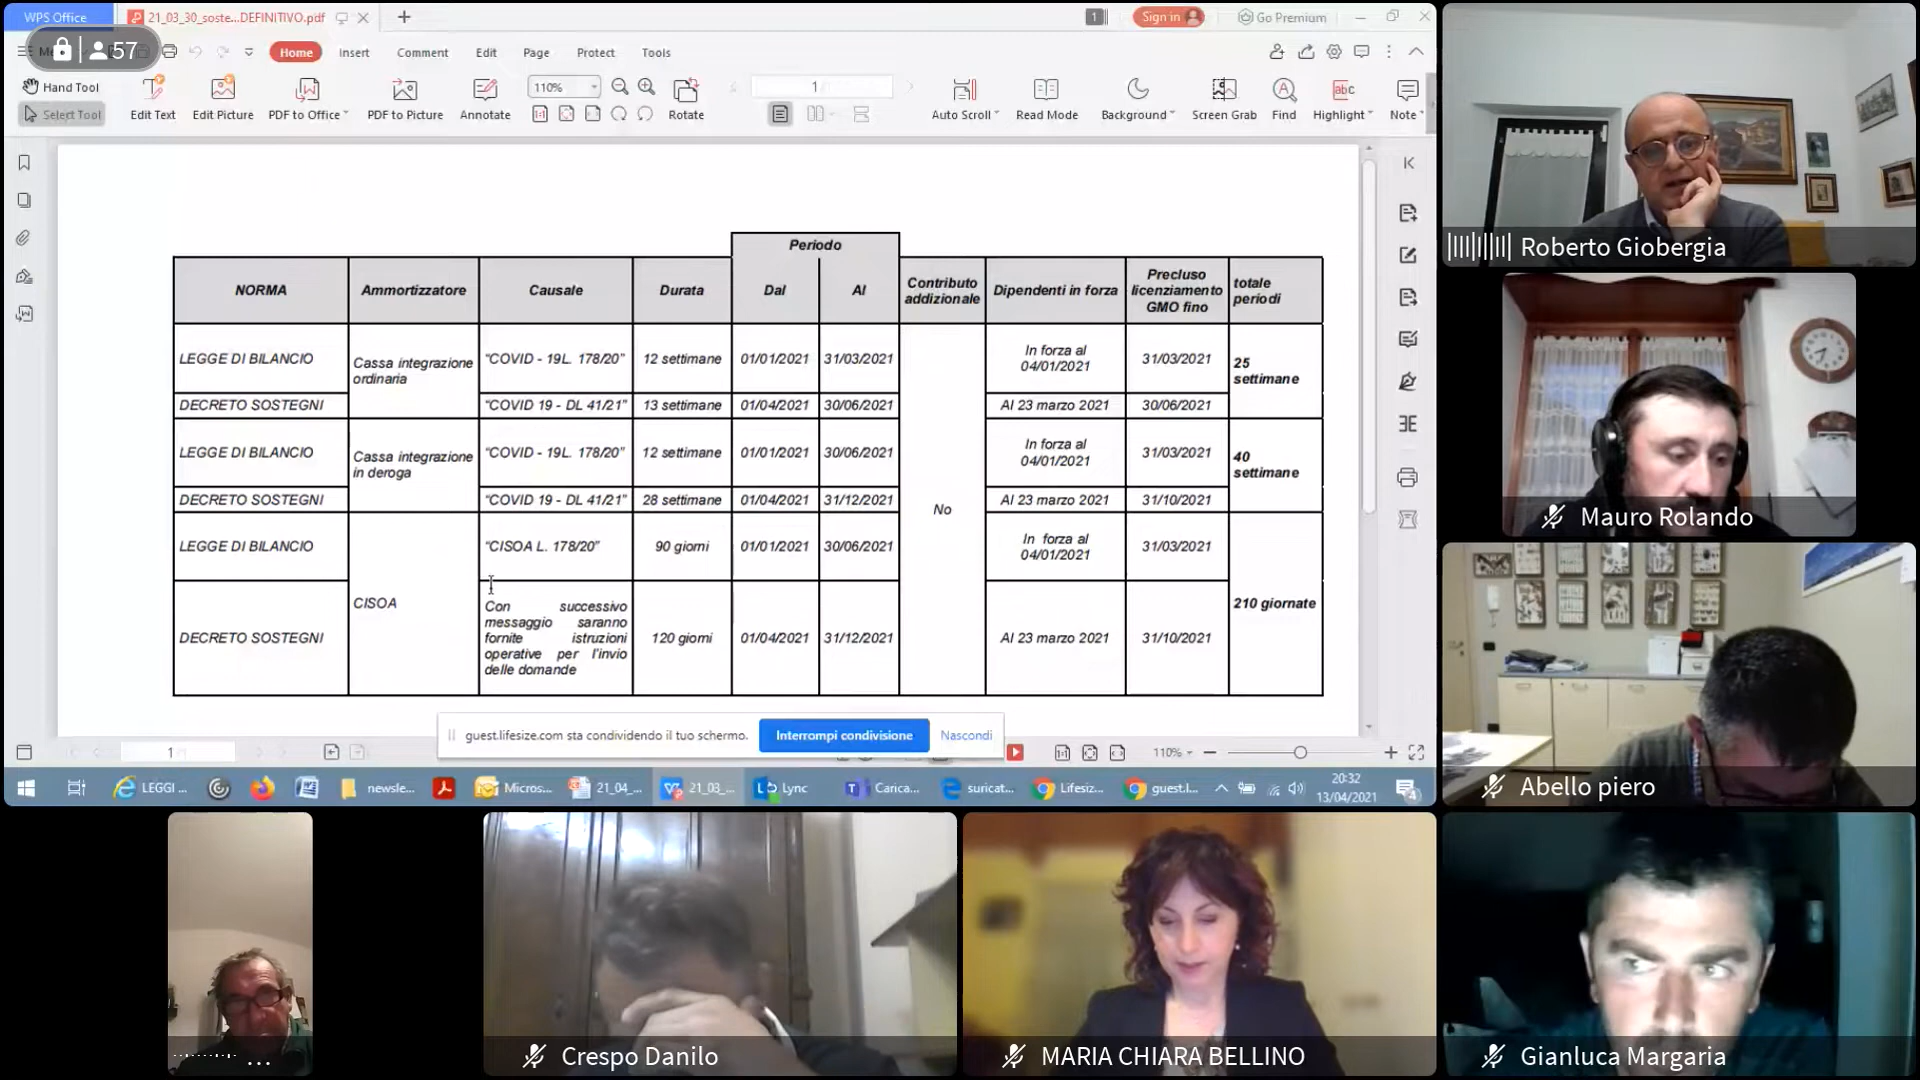 WPS Office
21_03_30_soste...DEFINITIVO.pdf
1
Sign in
Go Premium
57
Home
Insert
Comment
Edit
Page
Protect
Tools
Hand Tool
Select Tool
Edit Text
Edit Picture
PDF to Office
PDF to Picture
Annotate
110%
Rotate
1
Auto Scroll
Read Mode
Background
Screen Grab
Find
Highlight
Note
Periodo
NORMA
Ammortizzatore
Causale
Durata
Dal
Al
Contributo addizionale
Dipendenti in forza
Precluso licenziamento GMO fino
totale periodi
LEGGE DI BILANCIO
Cassa integrazione ordinaria
"COVID - 19L. 178/20"
12 settimane
01/01/2021
31/03/2021
In forza al 04/01/2021
31/03/2021
25 settimane
DECRETO SOSTEGNI
"COVID 19 - DL 41/21"
13 settimane
01/04/2021
30/06/2021
Al 23 marzo 2021
30/06/2021
LEGGE DI BILANCIO
Cassa integrazione in deroga
"COVID - 19L. 178/20"
12 settimane
01/01/2021
30/06/2021
In forza al 04/01/2021
31/03/2021
40 settimane
DECRETO SOSTEGNI
"COVID 19 - DL 41/21"
28 settimane
01/04/2021
31/12/2021
No
Al 23 marzo 2021
31/10/2021
LEGGE DI BILANCIO
CISOA
"CISOA L. 178/20"
90 giorni
01/01/2021
30/06/2021
In forza al 04/01/2021
31/03/2021
210 giornate
DECRETO SOSTEGNI
Con successivo
messaggio saranno
fornite istruzioni
operative per l'invio
delle domande
120 giorni
01/04/2021
31/12/2021
Al 23 marzo 2021
31/10/2021
guest.lifesize.com sta condividendo il tuo schermo.
Interrompi condivisione
Nascondi
1
110%
LEGGI ...
newsle...
Micros...
21_04_...
21_03_...
Lync
Carica...
suricat...
Lifesiz...
guest.l...
20:32
13/04/2021
4
Roberto Giobergia
Mauro Rolando
Abello piero
...
Crespo Danilo
MARIA CHIARA BELLINO
Gianluca Margaria